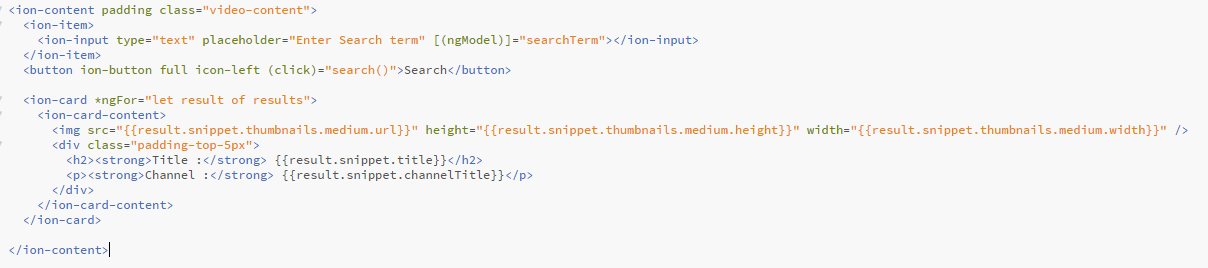 <ion-content padding class="video-content">
<ion-item>
<ion-input type="text" placeholder="Enter Search term" [(ngModel)]="searchTerm"></ion-input>
</ion-item>
<button ion-button full icon-left (click)="search()">Search</button>
<ion-card *ngFor="let result of results">
<ion-card-content>
<img src="{{result.snippet.thumbnails.medium.url}}" height="{{result.snippet.thumbnails.medium.height}}" width="{{result.snippet.thumbnails.medium.width}}" />
<div class="padding-top-5px">
<h2><strong>Title :</strong> {{result.snippet.title}}</h2>
<p><strong>Channel :</strong> {{result.snippet.channelTitle}}</p>
</div>
</ion-card-content>
</ion-card>
</ion-content>